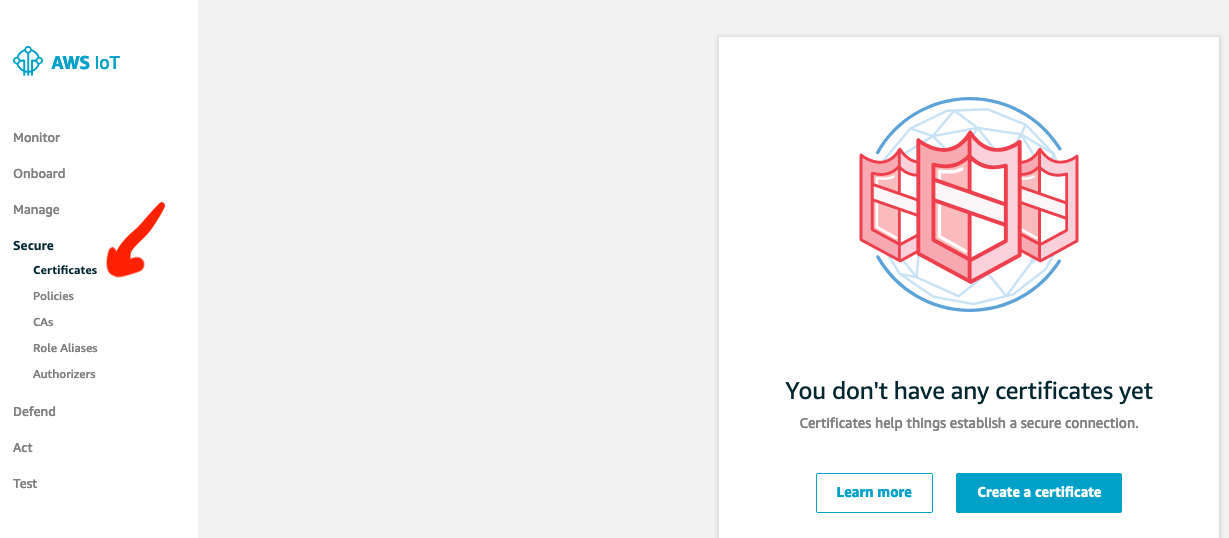 AWS IoT
Monitor
Onboard
Manage
Secure
Certificates
Policies
CAs
Role Aliases
Authorizers
Defend
Act
Test
You don't have any certificates yet
Certificates help things establish a secure connection.
Learn more
Create a certificate